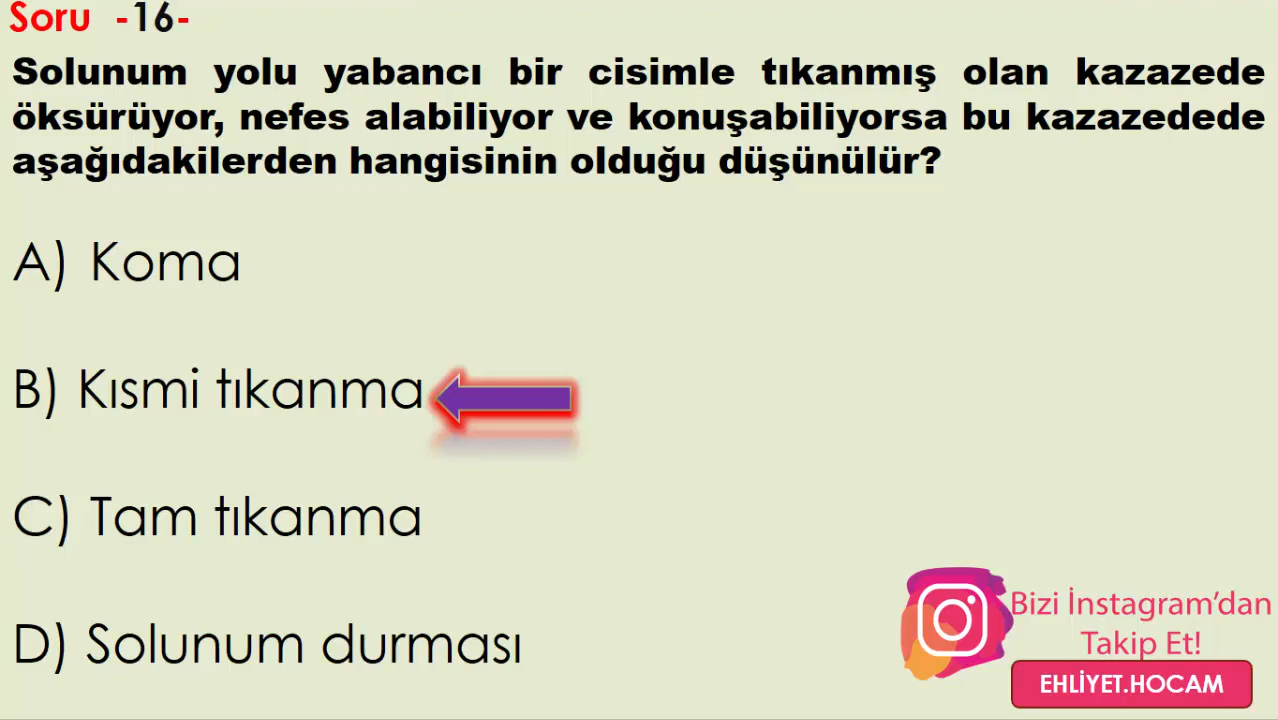 Soru -16-
Solunum yolu yabancı bir cisimle tıkanmış olan kazazede
öksürüyor, nefes alabiliyor ve konuşabiliyorsa bu kazazedede
aşağıdakilerden hangisinin olduğu düşünülür?
A) Koma
B) Kısmi tıkanma
C) Tam tıkanma
D) Solunum durması
Bizi İnstagram’dan
Takip Et!
EHLİYET.HOCAM